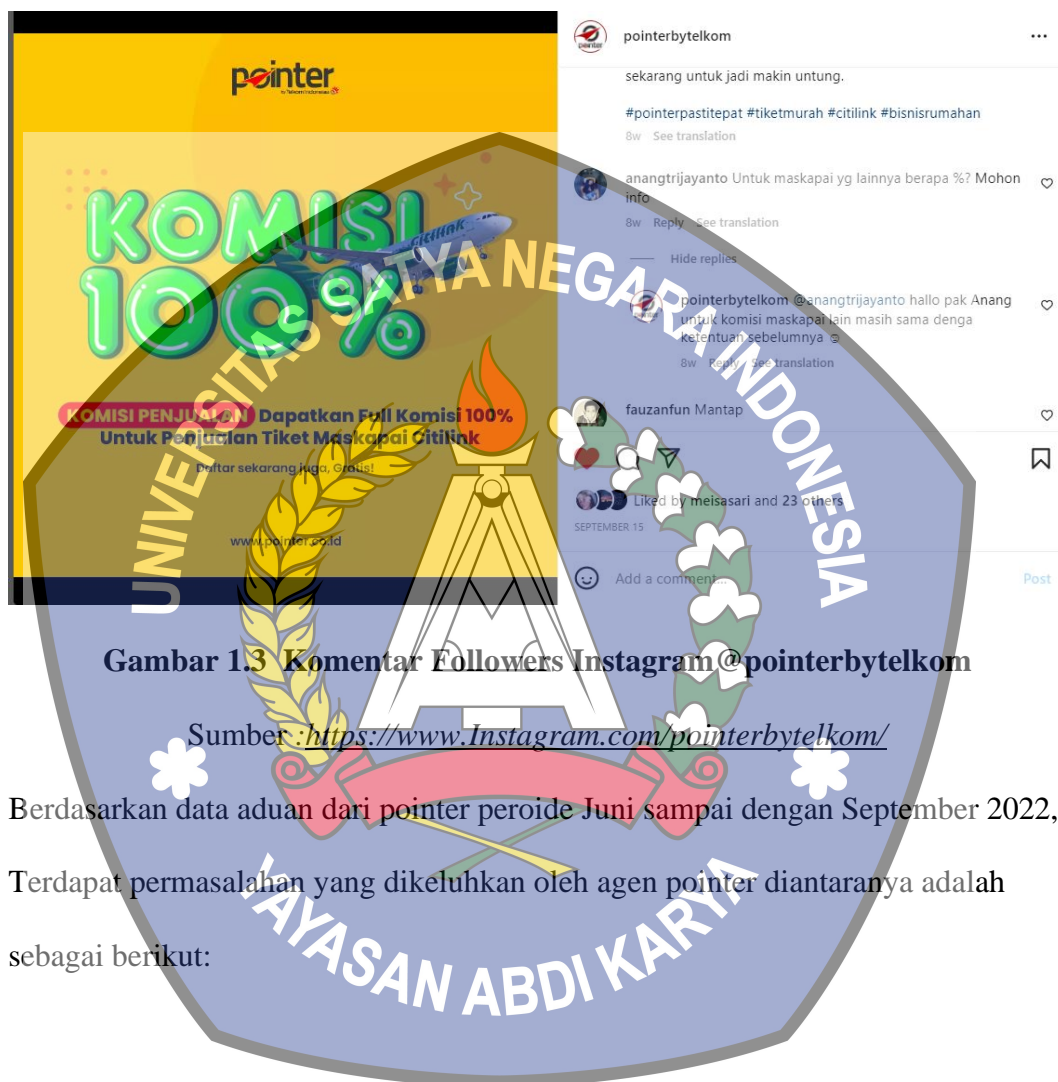 pointer
by Telkom Indonesia
KOMISI
100%
citilink
KOMISI PENJUALAN Dapatkan Full Komisi 100%
Untuk Penjualan Tiket Maskapai Citilink
Daftar sekarang juga, Gratis!
www.pointer.co.id
pointerbytelkom
sekarang untuk jadi makin untung.
#pointerpastitepat #tiketmurah #citilink #bisnisrumahan
8w See translation
anangtrijayanto Untuk maskapai yg lainnya berapa %? Mohon
info
8w Reply See translation
Hide replies
pointerbytelkom @anangtrijayanto hallo pak Anang
untuk komisi maskapai lain masih sama denga
ketentuan sebelumnya
8w Reply See translation
fauzanfun Mantap
Liked by meisasari and 23 others
SEPTEMBER 15
Add a comment...
Post
UNIVERSITAS SATYA NEGARA INDONESIA
Gambar 1.3 Komentar Followers Instagram@pointerbytelkom
Sumber :https://www.Instagram.com/pointerbytelkom/
Berdasarkan data aduan dari pointer peroide Juni sampai dengan September 2022,
Terdapat permasalahan yang dikeluhkan oleh agen pointer diantaranya adalah
sebagai berikut:
YAYASAN ABDI KARYA